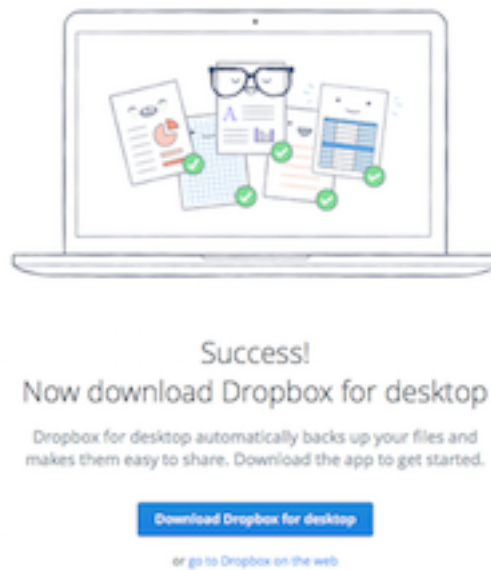 A
Success!
Now download Dropbox for desktop
Dropbox for desktop automatically backs up your files and
makes them easy to share. Download the app to get started.
Download Dropbox for desktop
or go to Dropbox on the web